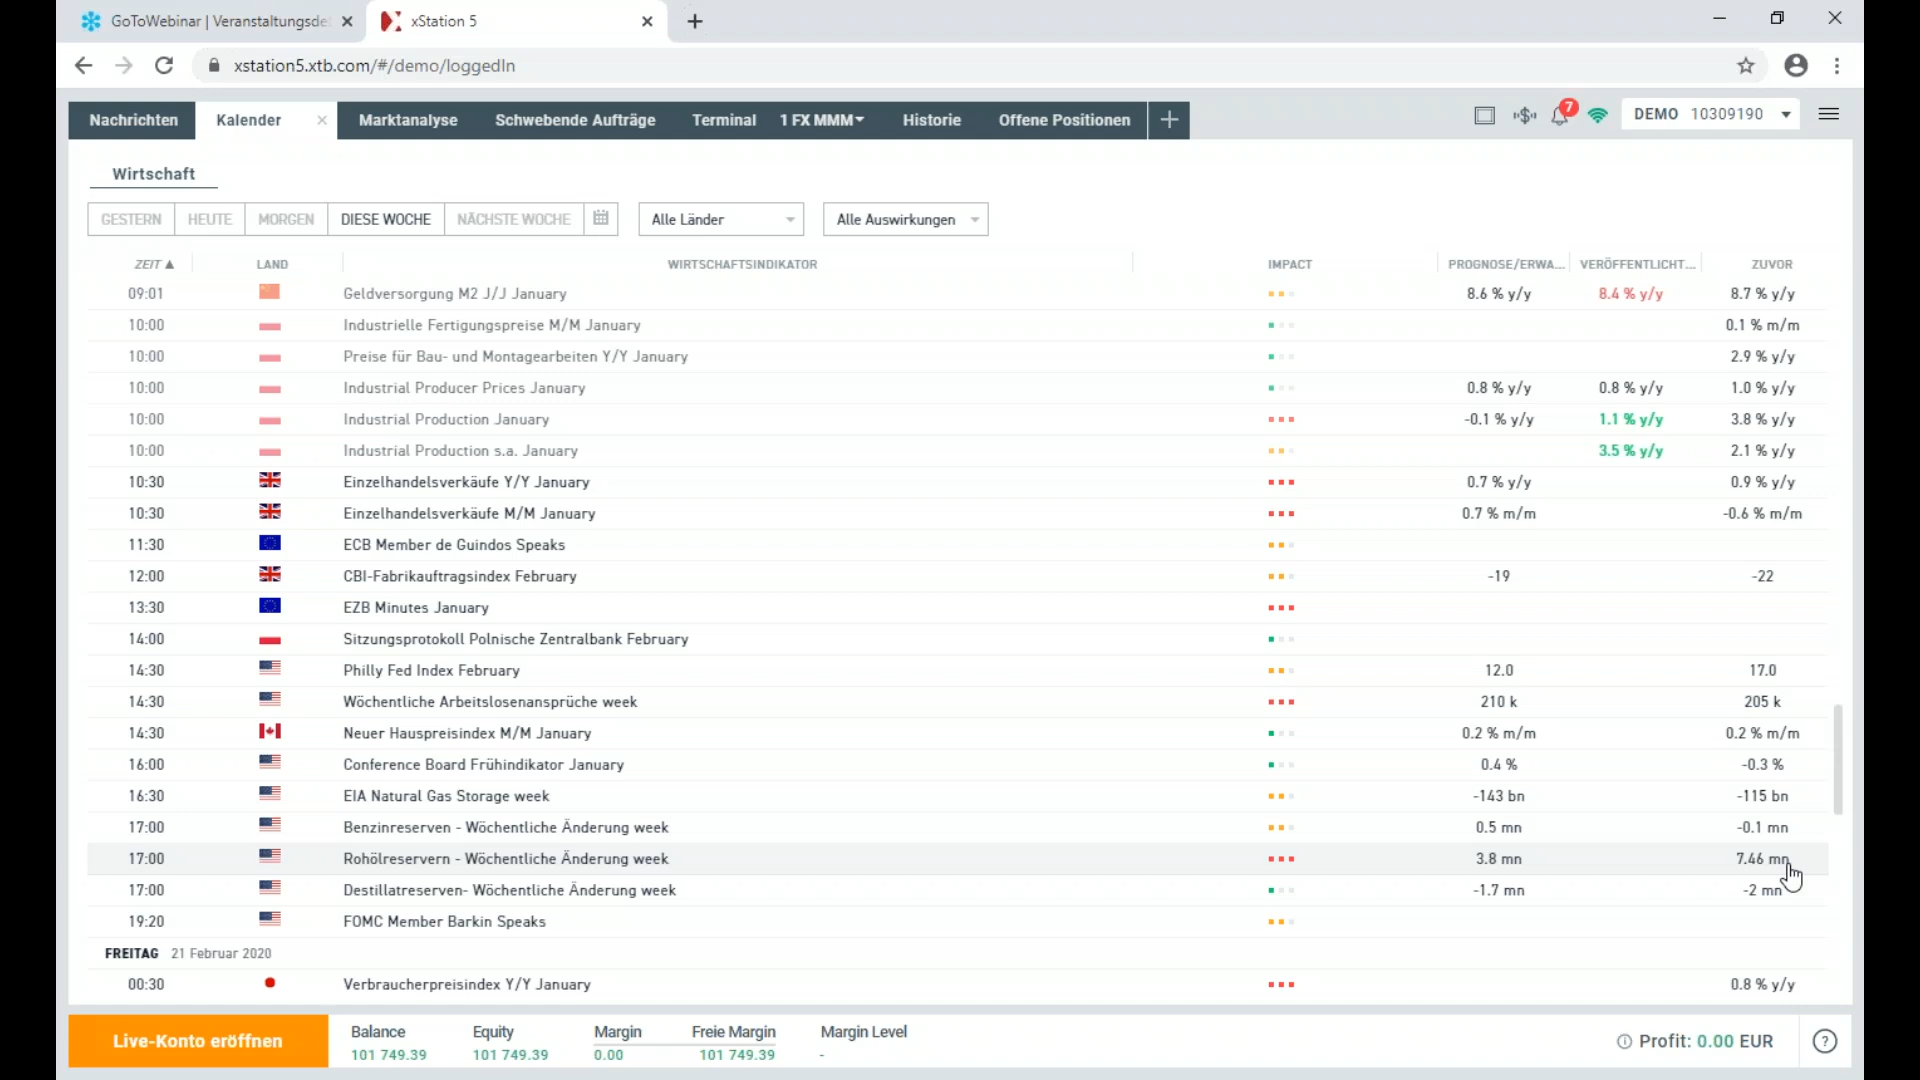 GoToWebinar | Veranstaltungsde
xStation 5
xstation5.xtb.com/#/demo/loggedIn
Nachrichten Kalender Marktanalyse Schwebende Aufträge Terminal 1 FX MMM Historie Offene Positionen
7
DEMO 10309190
Wirtschaft
GESTERN HEUTE MORGEN DIESE WOCHE NÄCHSTE WOCHE Alle Länder Alle Auswirkungen
ZEIT ▲ LAND WIRTSCHAFTSINDIKATOR IMPACT PROGNOSE/ERWA... VERÖFFENTLICHT... ZUVOR
09:01 Geldversorgung M2 J/J January 8.6 % y/y 8.4 % y/y 8.7 % y/y
10:00 Industrielle Fertigungspreise M/M January 0.1 % m/m
10:00 Preise für Bau- und Montagearbeiten Y/Y January 2.9 % y/y
10:00 Industrial Producer Prices January 0.8 % y/y 0.8 % y/y 1.0 % y/y
10:00 Industrial Production January -0.1 % y/y 1.1 % y/y 3.8 % y/y
10:00 Industrial Production s.a. January 3.5 % y/y 2.1 % y/y
10:30 Einzelhandelsverkäufe Y/Y January 0.7 % y/y 0.9 % y/y
10:30 Einzelhandelsverkäufe M/M January 0.7 % m/m -0.6 % m/m
11:30 ECB Member de Guindos Speaks
12:00 CBI-Fabrikauftragsindex February -19 -22
13:30 EZB Minutes January
14:00 Sitzungsprotokoll Polnische Zentralbank February
14:30 Philly Fed Index February 12.0 17.0
14:30 Wöchentliche Arbeitslosenansprüche week 210 k 205 k
14:30 Neuer Hauspreisindex M/M January 0.2 % m/m 0.2 % m/m
16:00 Conference Board Frühindikator January 0.4 % -0.3 %
16:30 EIA Natural Gas Storage week -143 bn -115 bn
17:00 Benzinreserven - Wöchentliche Änderung week 0.5 mn -0.1 mn
17:00 Rohölreservern - Wöchentliche Änderung week 3.8 mn 7.46 mn
17:00 Destillatreserven- Wöchentliche Änderung week -1.7 mn -2 mn
19:20 FOMC Member Barkin Speaks
FREITAG 21 Februar 2020
00:30 Verbraucherpreisindex Y/Y January 0.8 % y/y
Live-Konto eröffnen
Balance Equity Margin Freie Margin Margin Level
101 749.39 101 749.39 0.00 101 749.39 -
Profit: 0.00 EUR